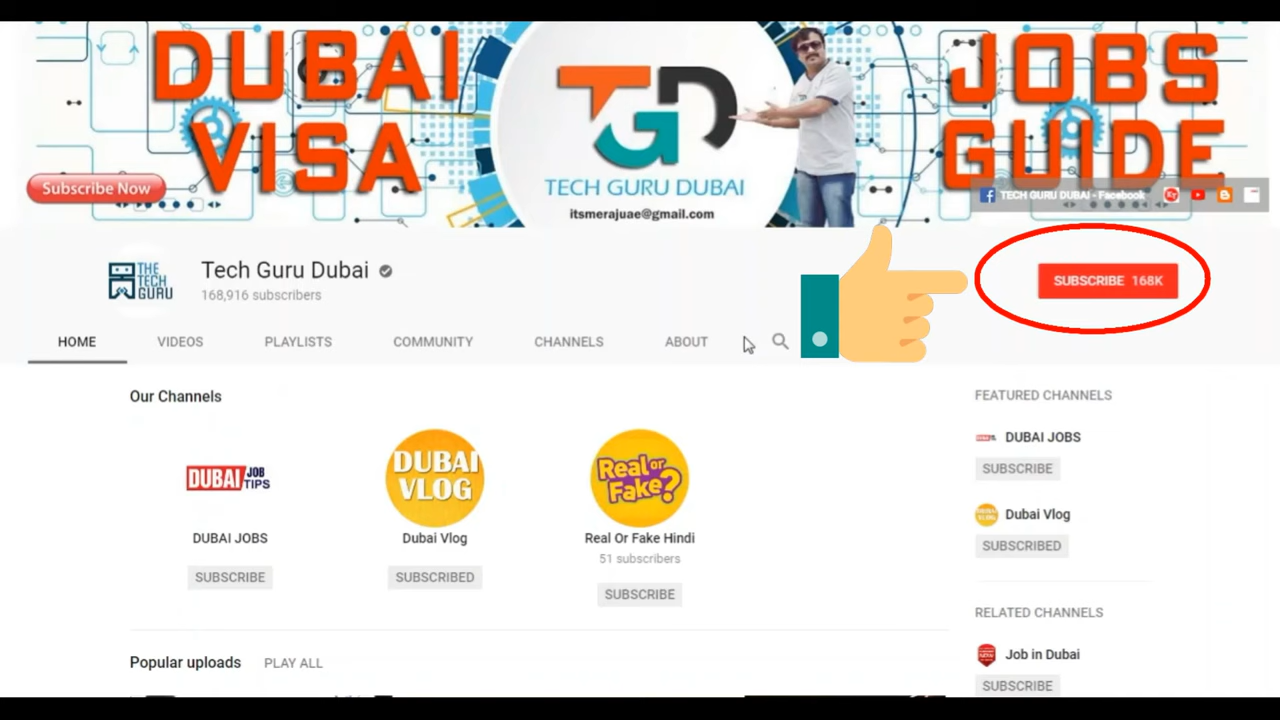 DUBAI
VISA
JOBS
GUIDE
TGD
TECH GURU DUBAI
itsmerajuae@gmail.com
Subscribe Now
TECH GURU DUBAI - Facebook
THE
TECH
GURU
Tech Guru Dubai
168,916 subscribers
SUBSCRIBE 168K
HOME VIDEOS PLAYLISTS COMMUNITY CHANNELS ABOUT
Our Channels
DUBAI JOB TIPS
DUBAI JOBS
SUBSCRIBE
DUBAI
VLOG
Dubai Vlog
SUBSCRIBED
Real or
Fake?
Real Or Fake Hindi
51 subscribers
SUBSCRIBE
Popular uploads PLAY ALL
FEATURED CHANNELS
DUBAI JOBS
SUBSCRIBE
Dubai Vlog
SUBSCRIBED
RELATED CHANNELS
Job in Dubai
SUBSCRIBE